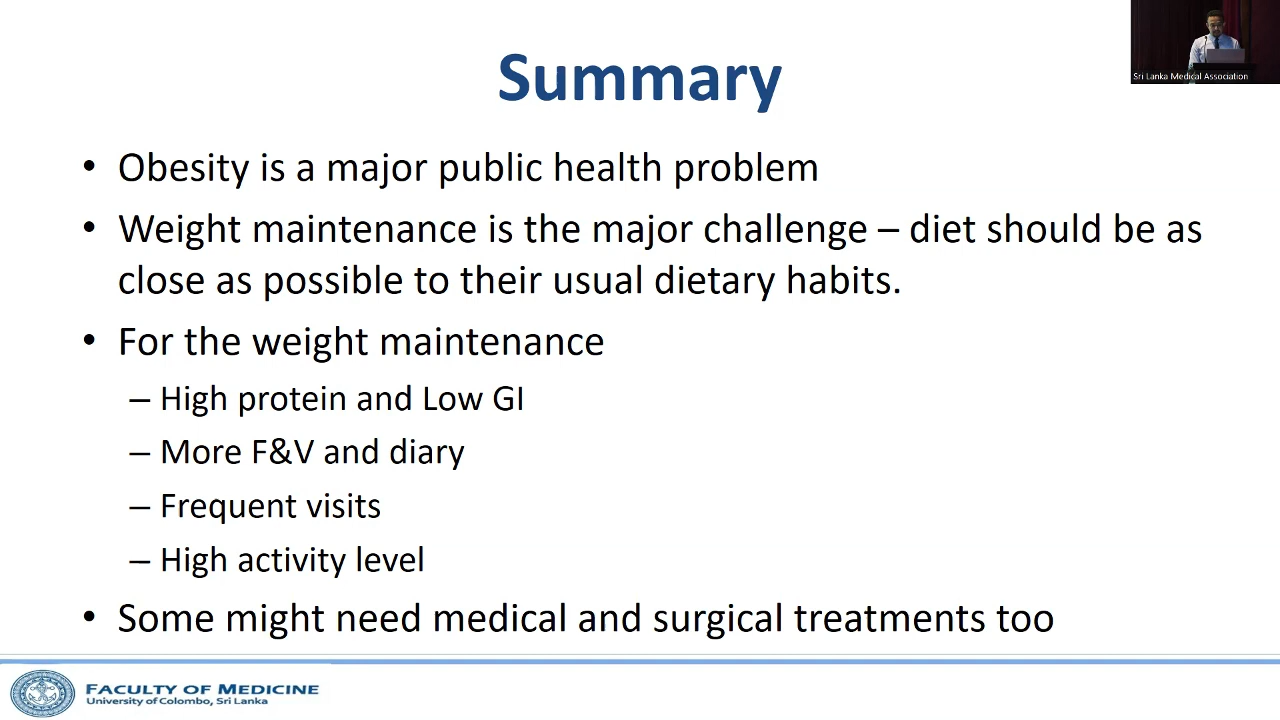 Summary
Sri Lanka Medical Association
• Obesity is a major public health problem
• Weight maintenance is the major challenge – diet should be as
close as possible to their usual dietary habits.
• For the weight maintenance
– High protein and Low GI
– More F&V and diary
– Frequent visits
– High activity level
• Some might need medical and surgical treatments too
FACULTY OF MEDICINE
University of Colombo, Sri Lanka